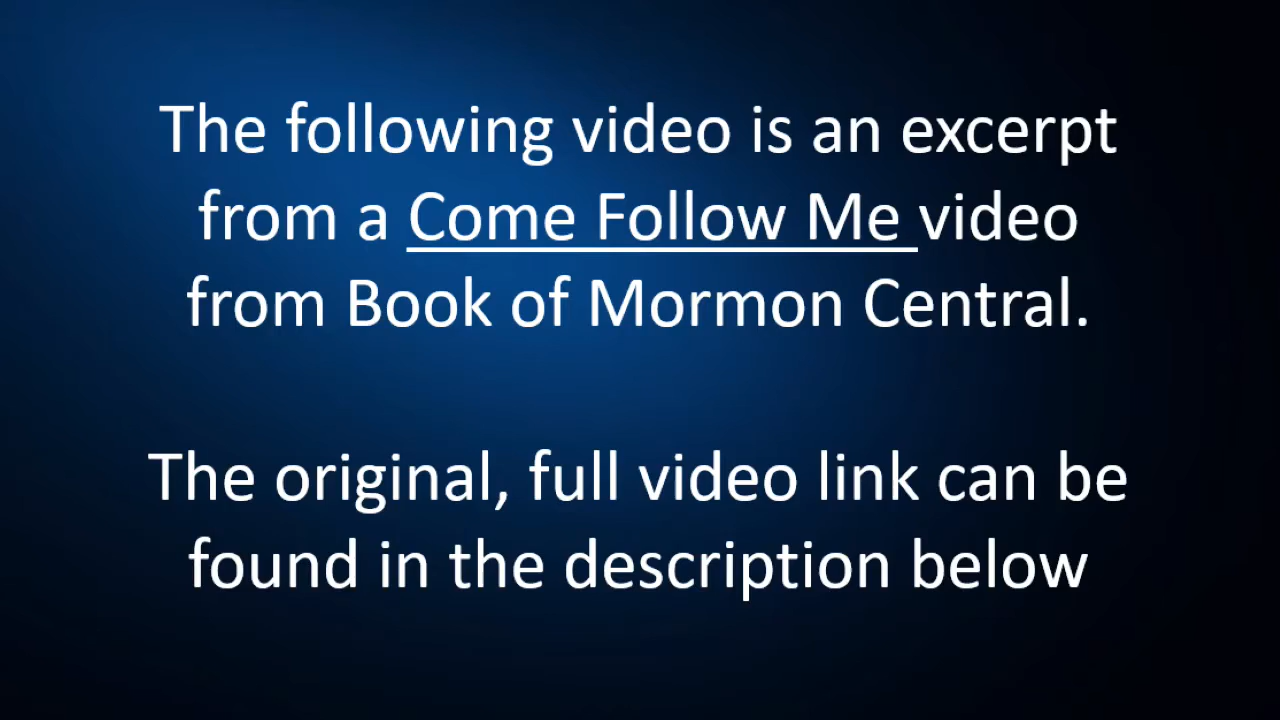 The following video is an excerpt
from a Come Follow Me video
from Book of Mormon Central.
The original, full video link can be
found in the description below